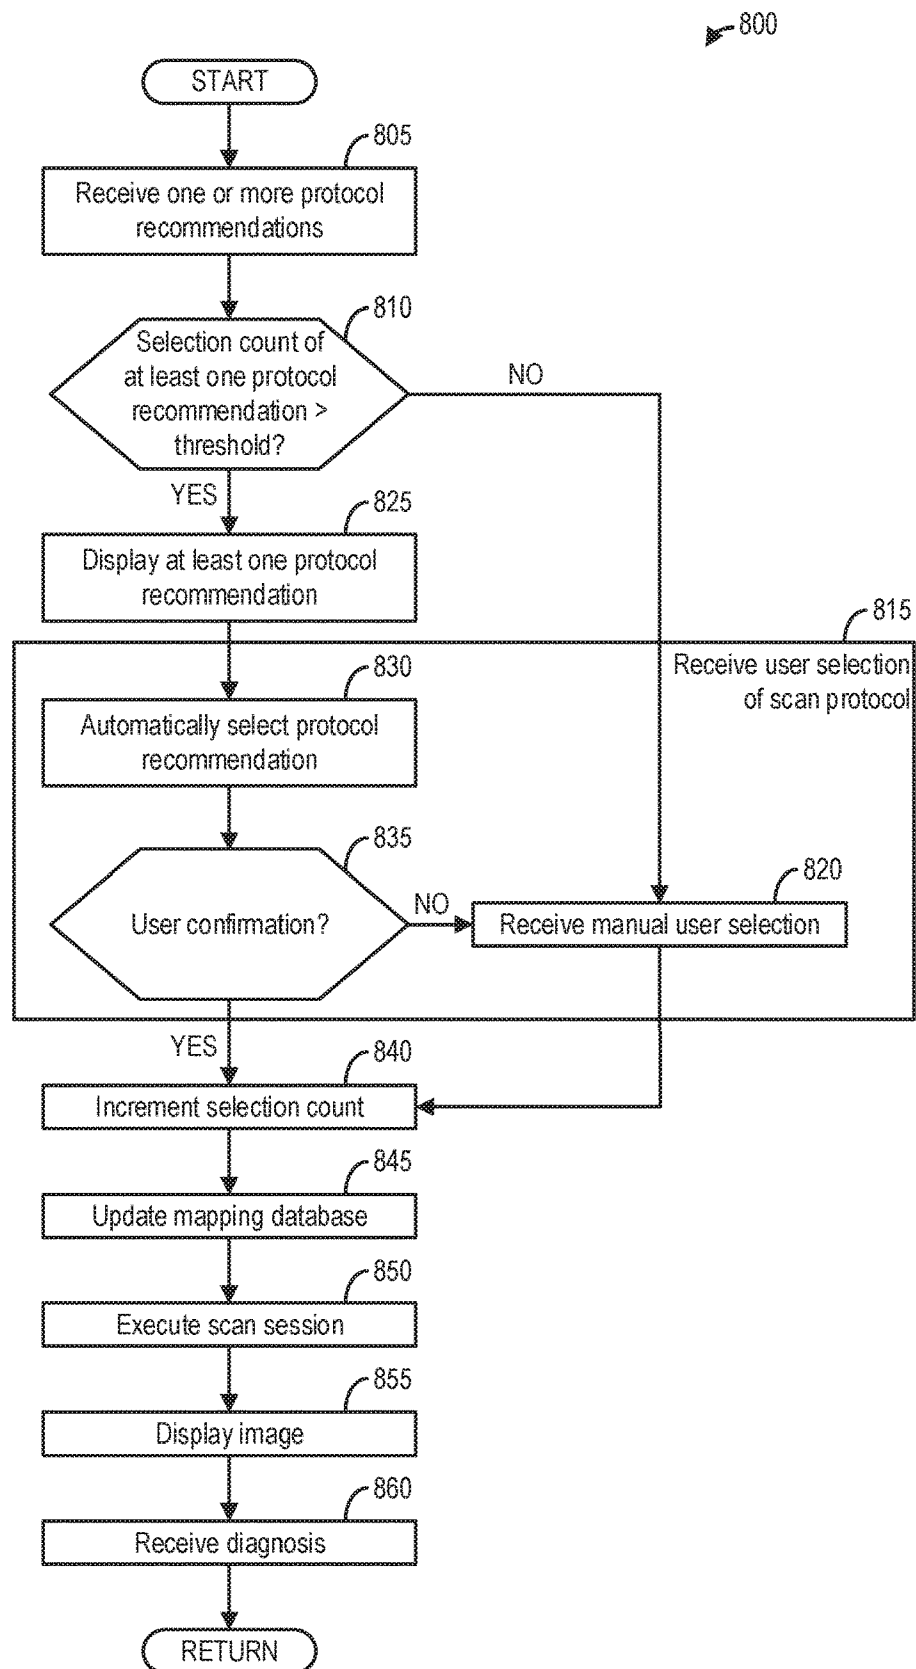 800
START
805
Receive one or more protocol
recommendations
810
Selection count of
at least one protocol
recommendation >
threshold?
NO
YES
825
Display at least one protocol
recommendation
815
Receive user selection
of scan protocol
830
Automatically select protocol
recommendation
835
User confirmation?
NO
820
Receive manual user selection
YES
840
Increment selection count
845
Update mapping database
850
Execute scan session
855
Display image
860
Receive diagnosis
RETURN